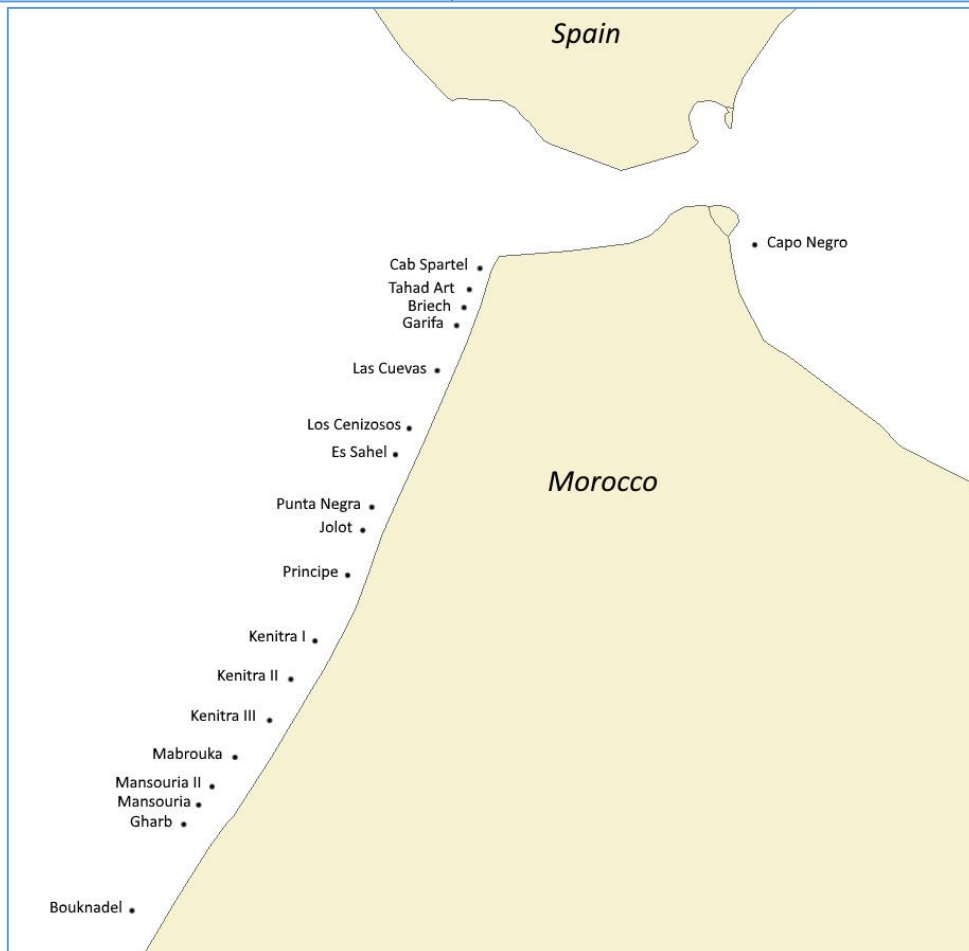 Spain
Capo Negro
Cab Spartel
Tahad Art
Briech
Garifa
Las Cuevas
Los Cenizosos
Es Sahel
Morocco
Punta Negra
Jolot
Principe
Kenitra I
Kenitra II
Kenitra III
Mabrouka
Mansouria II
Mansouria
Gharb
Bouknadel